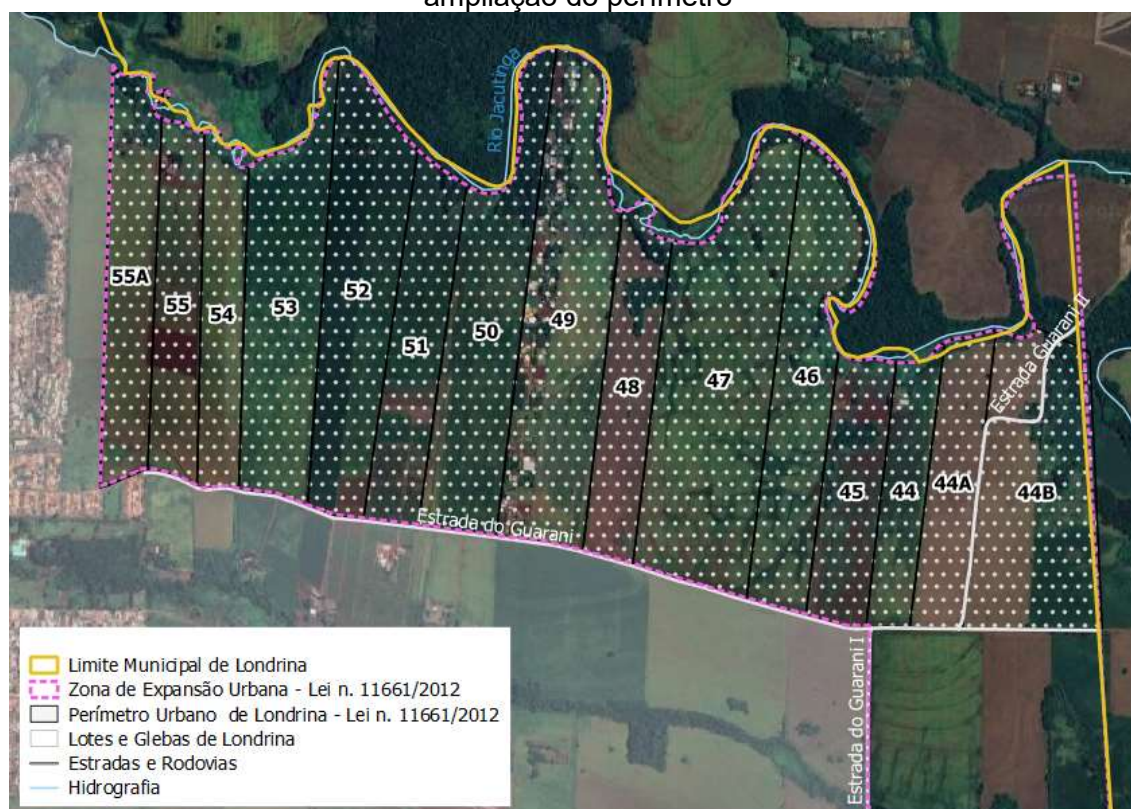 ampliação do perímetro
Rio Jacutinga
55A
55
54
53
52
51
50
49
48
47
46
45
44
44A
44B
Estrada Guarani II
Estrada do Guarani
Estrada do Guarani I
Limite Municipal de Londrina
Zona de Expansão Urbana - Lei n. 11661/2012
Perímetro Urbano de Londrina - Lei n. 11661/2012
Lotes e Glebas de Londrina
Estradas e Rodovias
Hidrografia